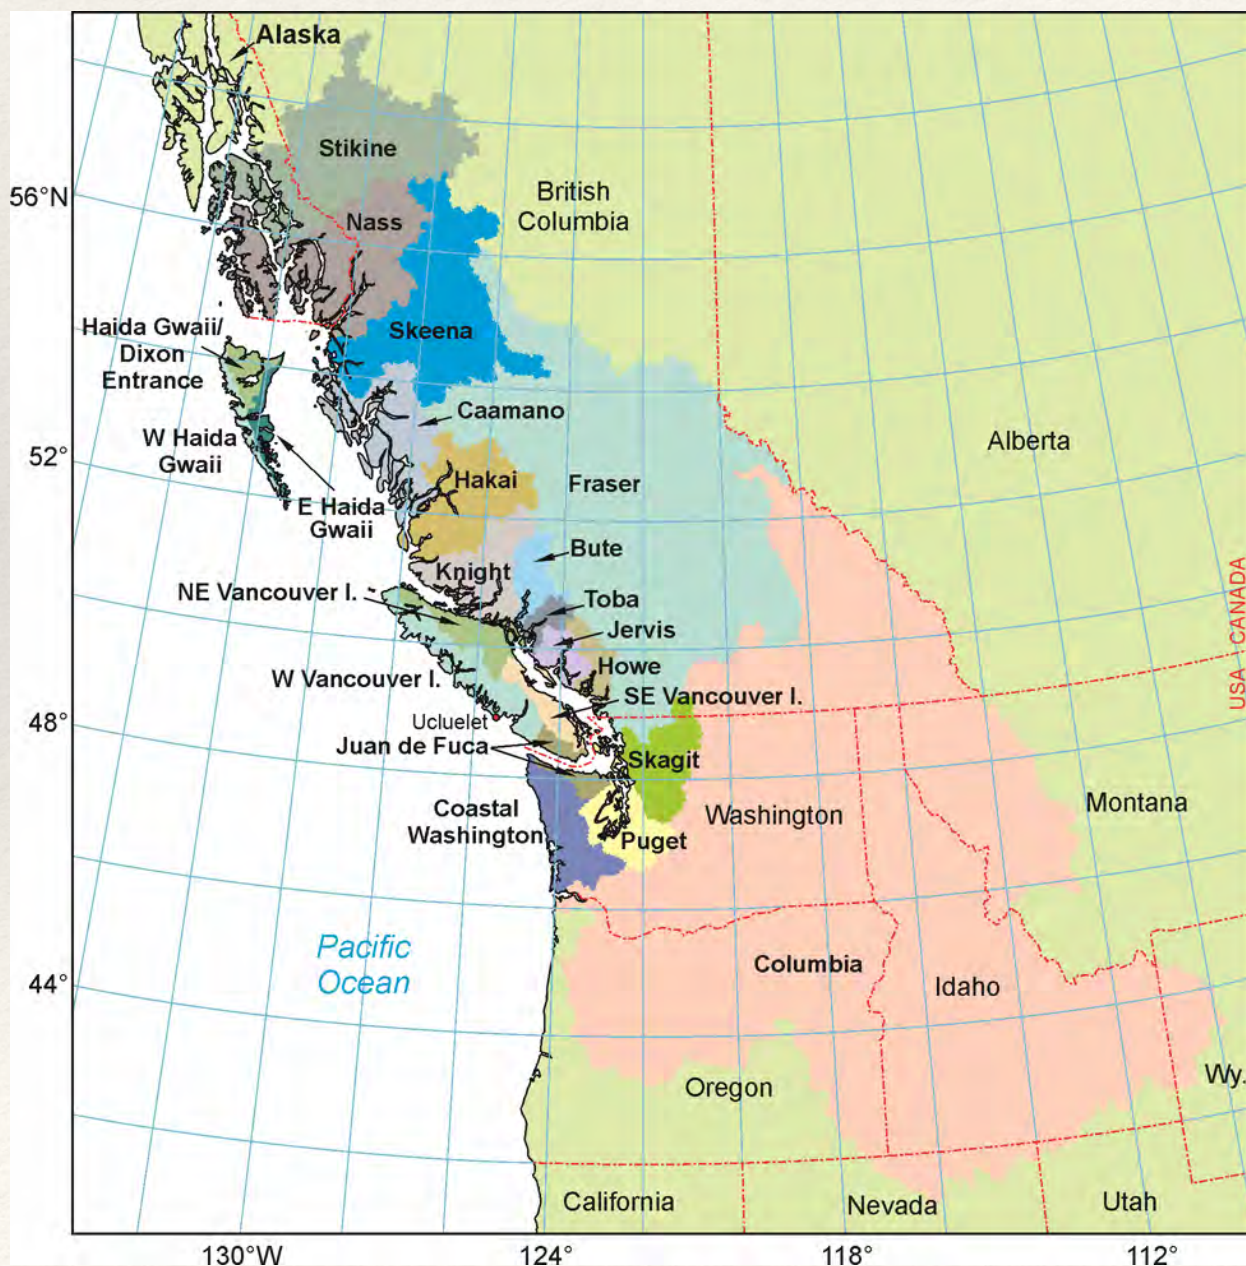 Alaska
Stikine
56°N
British
Columbia
Nass
Haida Gwaii/
Dixon
Entrance
Skeena
Caamano
Alberta
W Haida
Gwaii
52°
Hakai
Fraser
E Haida
Gwaii
Bute
Knight
NE Vancouver I.
Toba
Jervis
USA
CANADA
Howe
W Vancouver I.
SE Vancouver I.
48°
Ucluelet
Juan de Fuca
Skagit
Coastal
Washington
Washington
Montana
Puget
Pacific
Ocean
Columbia
44°
Idaho
Wy.
Oregon
California
Nevada
Utah
130°W
124°
118°
112°